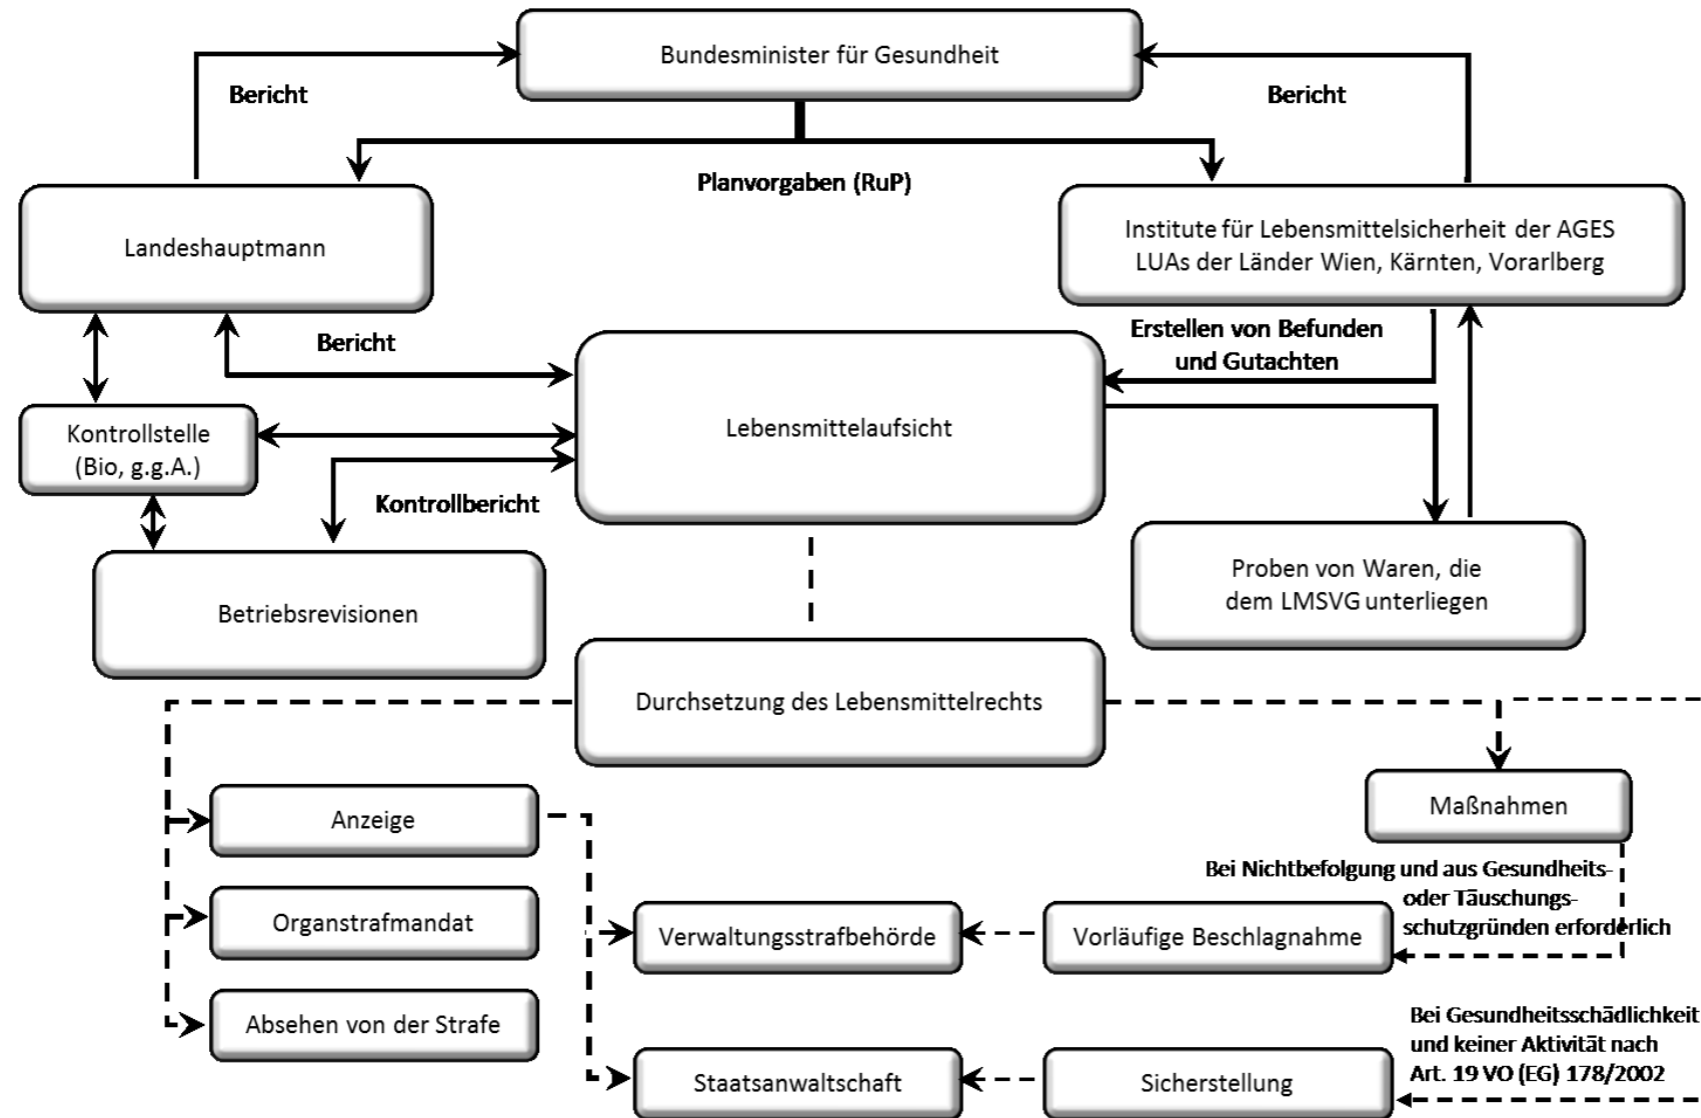 Bundesminister für Gesundheit
Bericht
Bericht
Planvorgaben (RuP)
Landeshauptmann
Institute für Lebensmittelsicherheit der AGES
LUAs der Länder Wien, Kärnten, Vorarlberg
Bericht
Erstellen von Befunden
und Gutachten
Lebensmittelaufsicht
Kontrollstelle
(Bio, g.g.A.)
Kontrollbericht
Betriebsrevisionen
Proben von Waren, die
dem LMSVG unterliegen
Durchsetzung des Lebensmittelrechts
Anzeige
Maßnahmen
Bei Nichtbefolgung und aus Gesundheits-
oder Täuschungs-
schutzgründen erforderlich
Organstrafmandat
Verwaltungsstrafbehörde
Vorläufige Beschlagnahme
Absehen von der Strafe
Bei Gesundheitsschädlichkeit
und keiner Aktivität nach
Art. 19 VO (EG) 178/2002
Staatsanwaltschaft
Sicherstellung